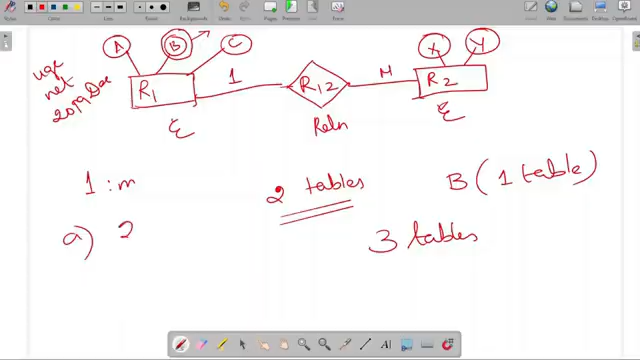 A B C X Y
ugc
net
2019 Dec
R1 1 R12 M R2
E Reln E
1:m 2 tables B (1 table)
a) 2 3 tables